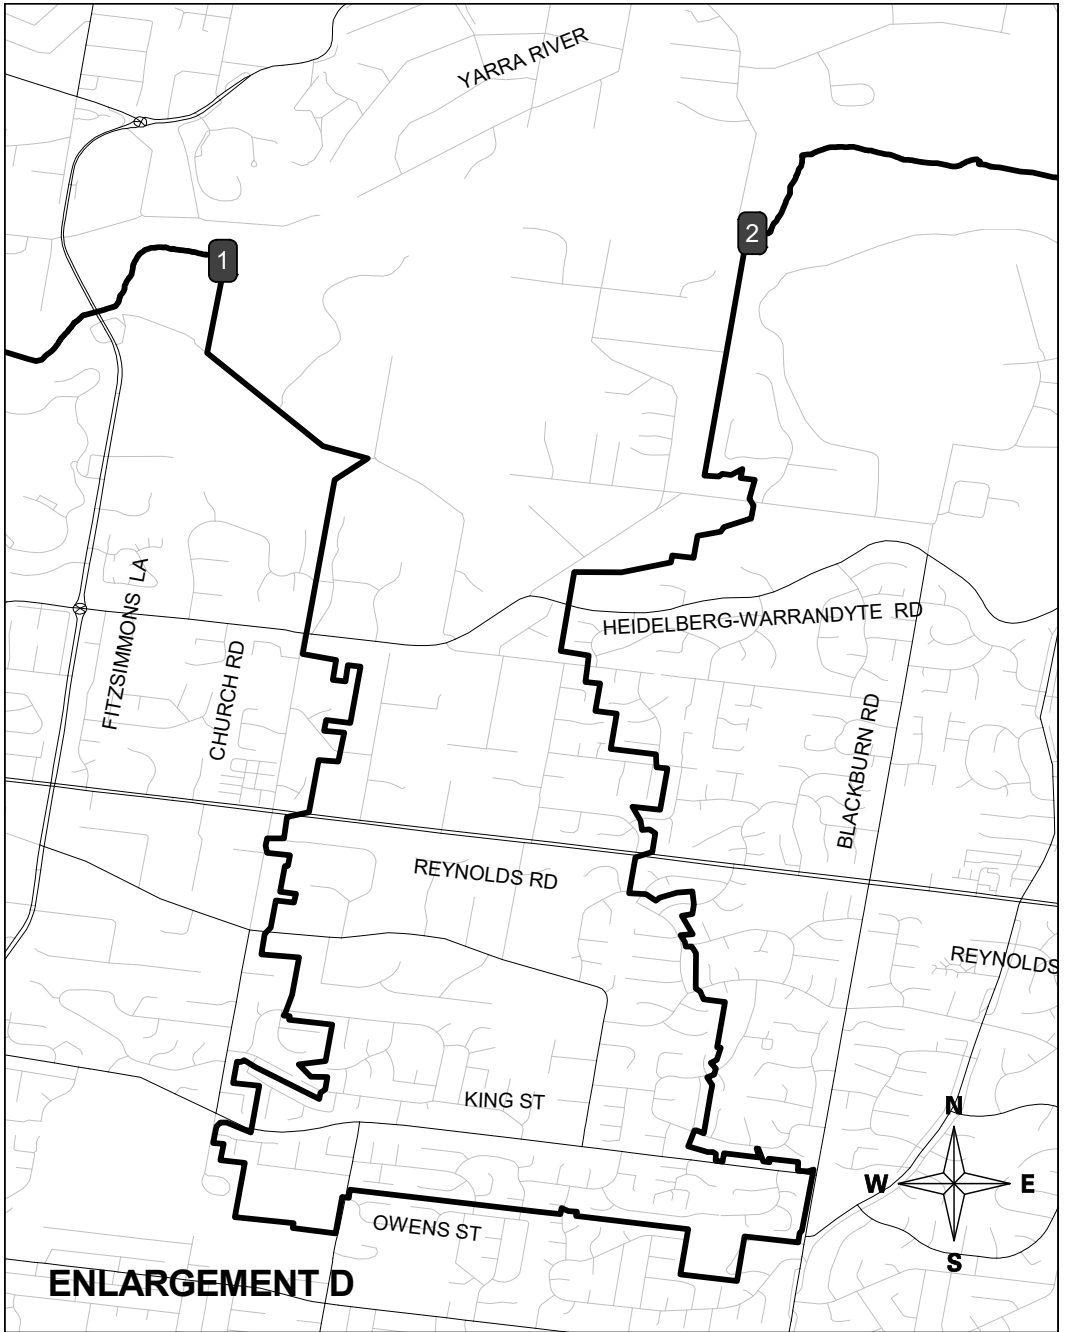 YARRA RIVER
2
1
FITZSIMMONS LA
CHURCH RD
HEIDELBERG-WARRANDYTE RD
BLACKBURN RD
REYNOLDS RD
REYNOLDS
KING ST
N
W E
S
OWENS ST
ENLARGEMENT D